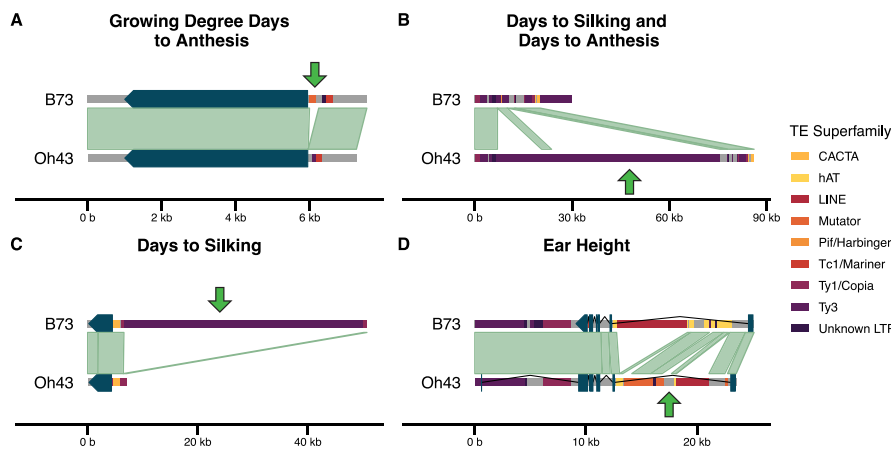 A
Growing Degree Days
to Anthesis
B73
Oh43
0 b
2 kb
4 kb
6 kb
B
Days to Silking and
Days to Anthesis
B73
Oh43
0 b
30 kb
60 kb
90 kb
C
Days to Silking
B73
Oh43
0 b
20 kb
40 kb
D
Ear Height
B73
Oh43
0 b
10 kb
20 kb
TE Superfamily
CACTA
hAT
LINE
Mutator
Pif/Harbinger
Tc1/Mariner
Ty1/Copia
Ty3
Unknown LTR